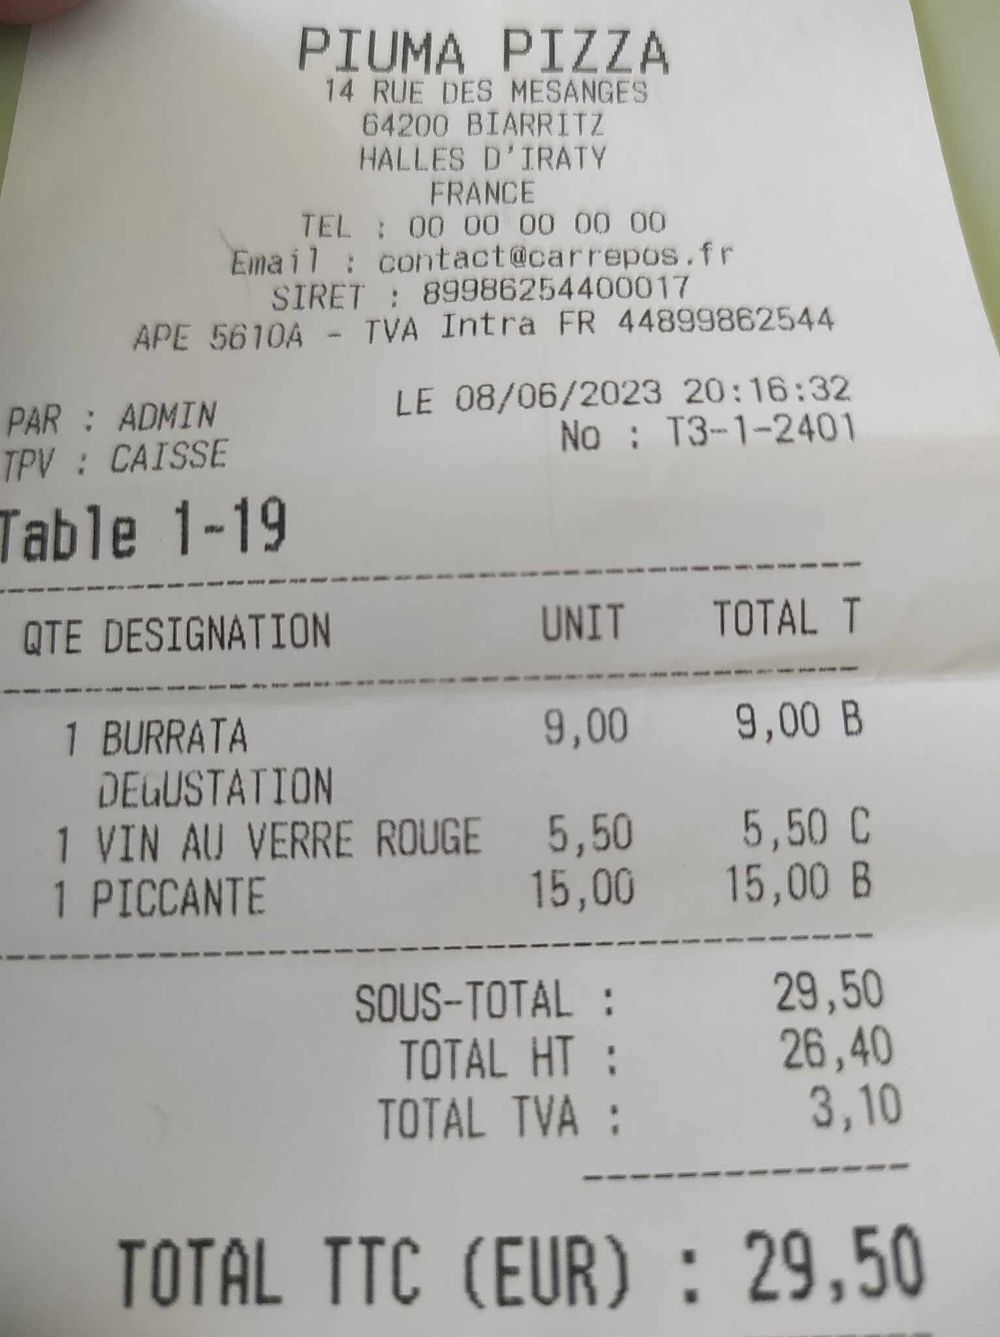 PIUMA PIZZA
14 RUE DES MESANGES
64200 BIARRITZ
HALLES D'IRATY
FRANCE
TEL : 00 00 00 00 00
Email : contact@carrepos.fr
SIRET : 89986254400017
APE 5610A - TVA Intra FR 44899862544
PAR : ADMIN LE 08/06/2023 20:16:32
TPV : CAISSE No : T3-1-2401
Table 1-19
QTE DESIGNATION UNIT TOTAL T
1 BURRATA 9,00 9,00 B
DEGUSTATION
1 VIN AU VERRE ROUGE 5,50 5,50 C
1 PICCANTE 15,00 15,00 B
SOUS-TOTAL : 29,50
TOTAL HT : 26,40
TOTAL TVA : 3,10
TOTAL TTC (EUR) : 29,50